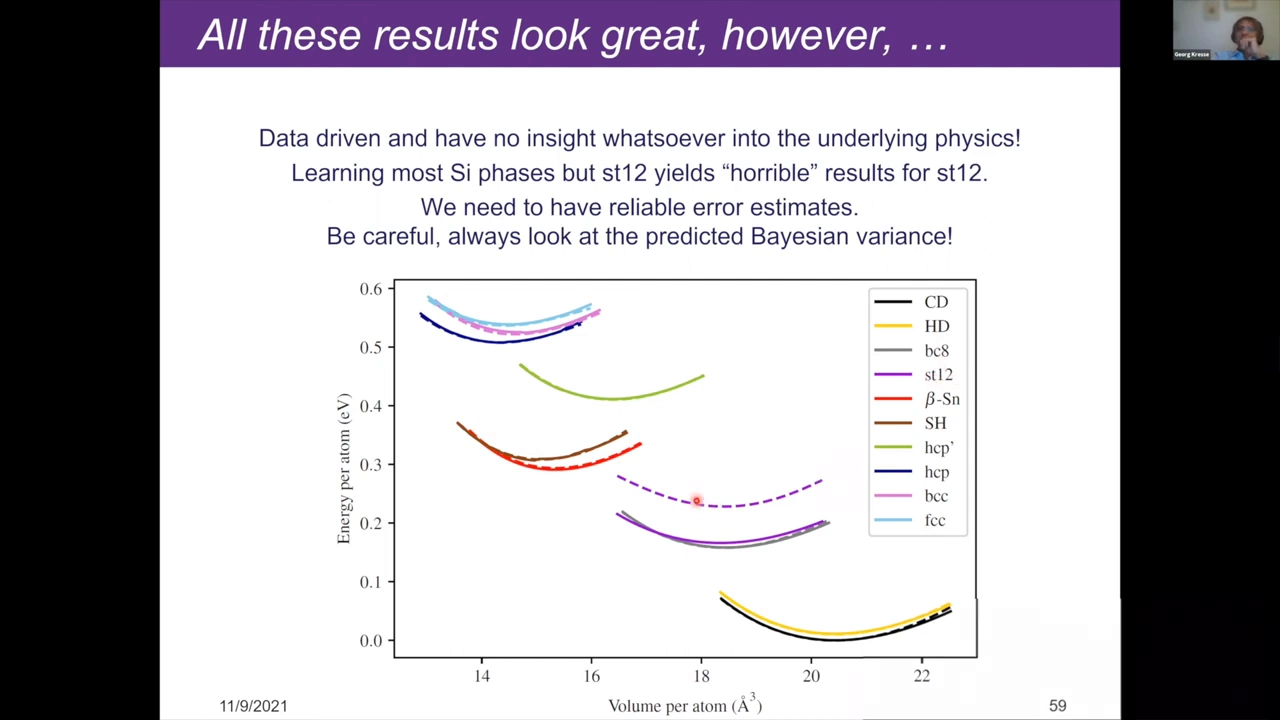 All these results look great, however, …
Georg Kresse
Data driven and have no insight whatsoever into the underlying physics!
Learning most Si phases but st12 yields “horrible” results for st12.
We need to have reliable error estimates.
Be careful, always look at the predicted Bayesian variance!
0.6
0.5
0.4
0.3
0.2
0.1
0.0
Energy per atom (eV)
CD
HD
bc8
st12
β-Sn
SH
hcp’
hcp
bcc
fcc
14 16 18 20 22
Volume per atom (Å³)
11/9/2021
59